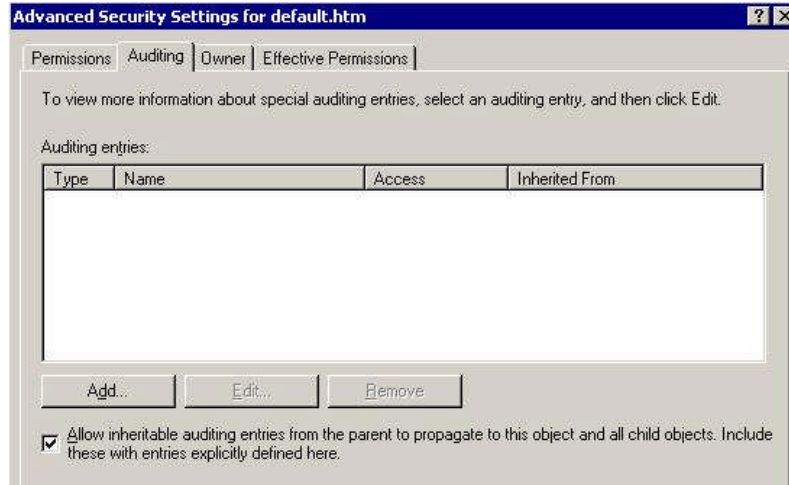 Advanced Security Settings for default.htm
Permissions Auditing Owner Effective Permissions
To view more information about special auditing entries, select an auditing entry, and then click Edit.
Auditing entries:
Type Name Access Inherited From
Add... Edit... Remove
Allow inheritable auditing entries from the parent to propagate to this object and all child objects. Include
these with entries explicitly defined here.